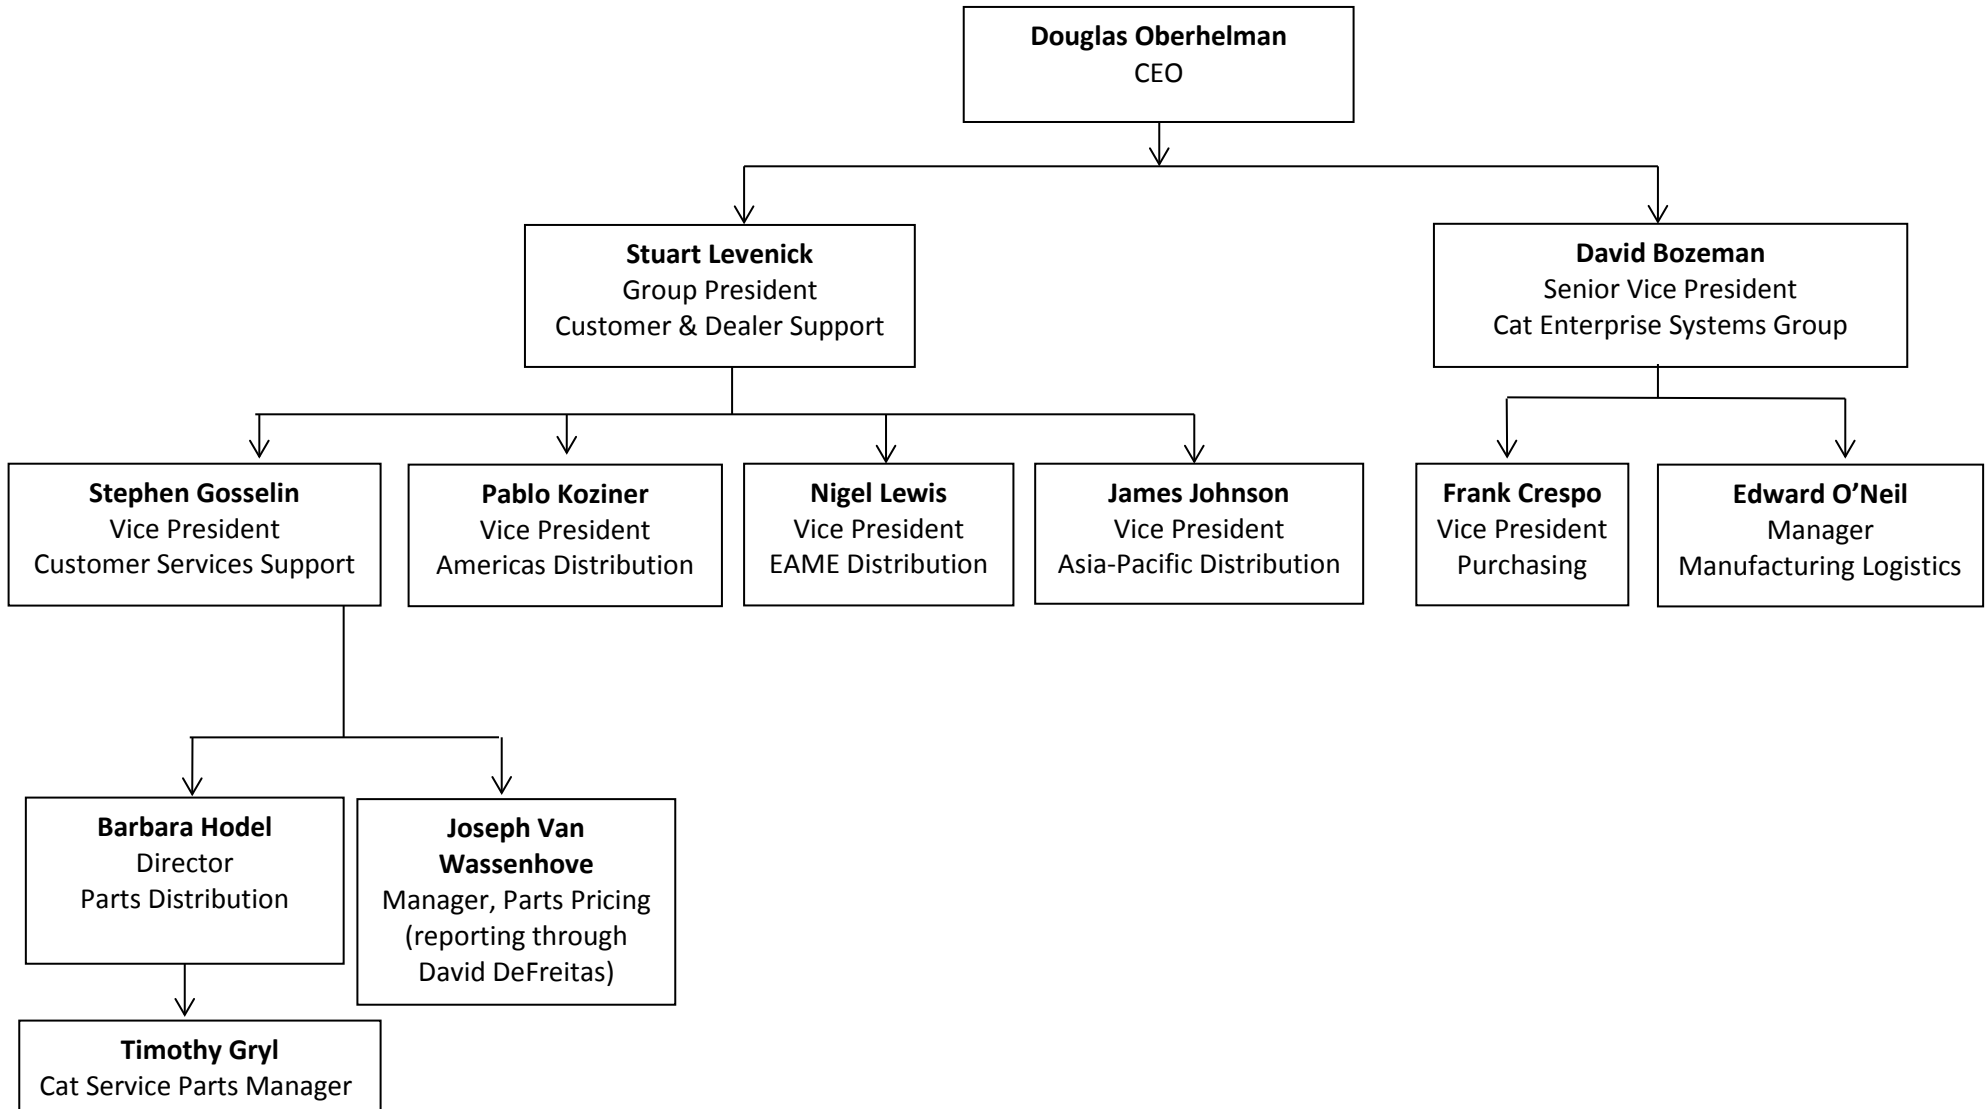 Douglas Oberhelman
CEO
Stuart Levenick
Group President
Customer & Dealer Support
David Bozeman
Senior Vice President
Cat Enterprise Systems Group
Stephen Gosselin
Vice President
Customer Services Support
Pablo Koziner
Vice President
Americas Distribution
Nigel Lewis
Vice President
EAME Distribution
James Johnson
Vice President
Asia-Pacific Distribution
Frank Crespo
Vice President
Purchasing
Edward O’Neil
Manager
Manufacturing Logistics
Barbara Hodel
Director
Parts Distribution
Joseph Van
Wassenhove
Manager, Parts Pricing
(reporting through
David DeFreitas)
Timothy Gryl
Cat Service Parts Manager